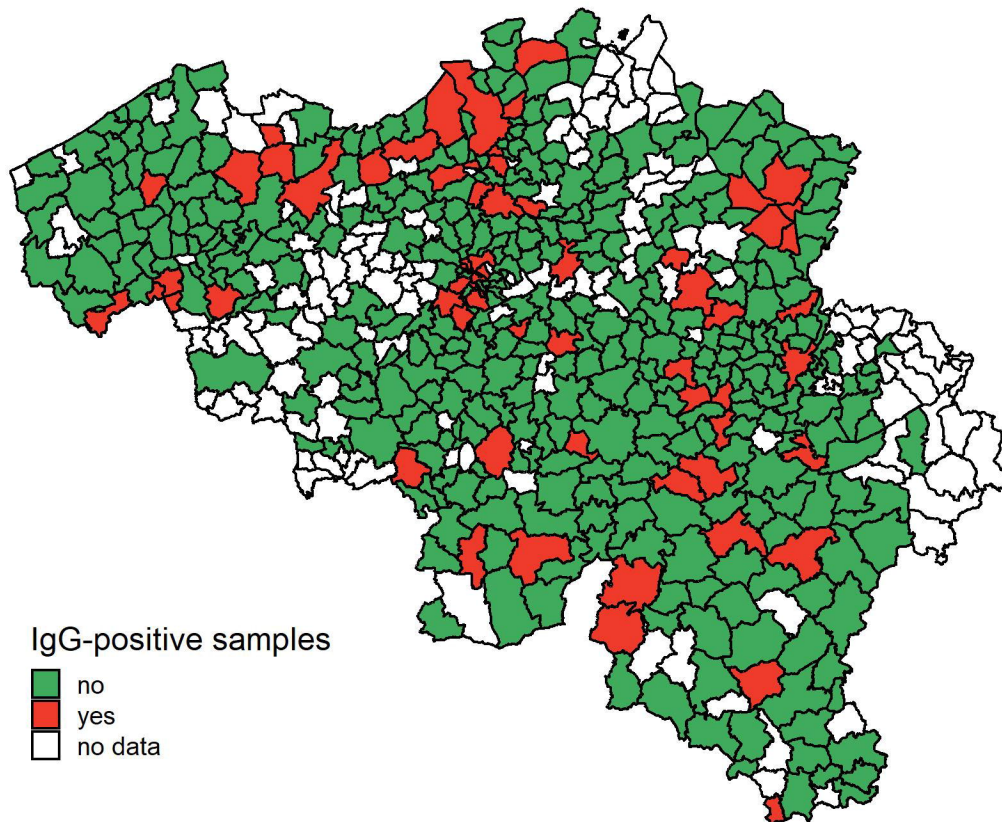 IgG-positive samples
no
yes
no data